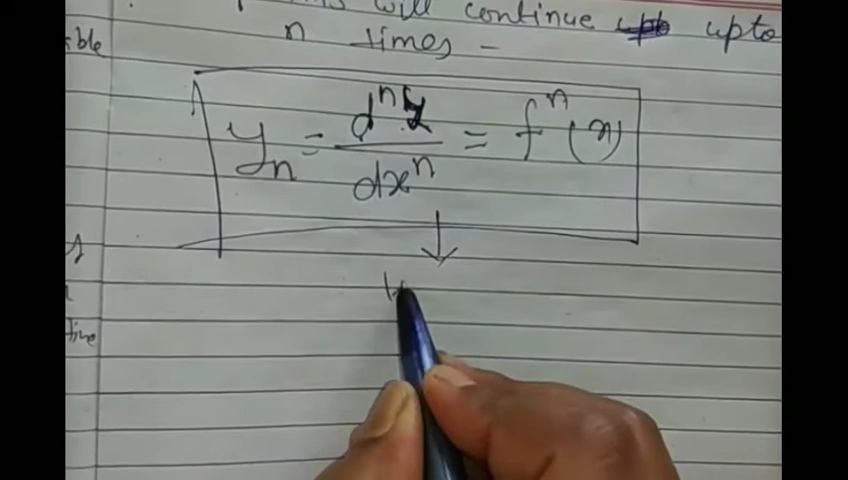 will continue upto
n times -
yₙ = dⁿy/dxⁿ = fⁿ(x)